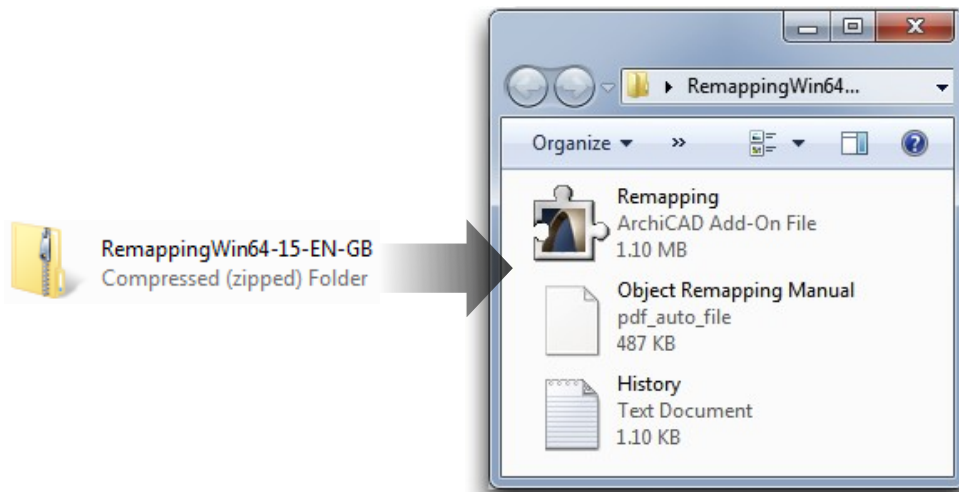 RemappingWin64-15-EN-GB
Compressed (zipped) Folder
RemappingWin64...
Organize
Remapping
ArchiCAD Add-On File
1.10 MB
Object Remapping Manual
pdf_auto_file
487 KB
History
Text Document
1.10 KB